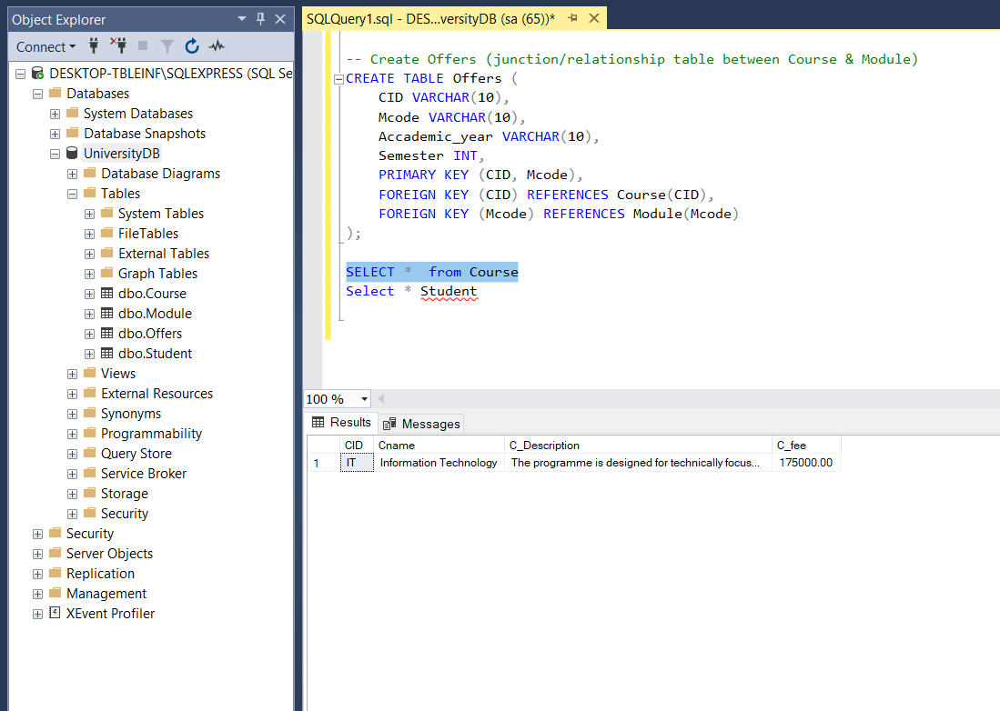 Object Explorer
Connect
DESKTOP-TBLEINF\SQLEXPRESS (SQL Se
Databases
System Databases
Database Snapshots
UniversityDB
Database Diagrams
Tables
System Tables
FileTables
External Tables
Graph Tables
dbo.Course
dbo.Module
dbo.Offers
dbo.Student
Views
External Resources
Synonyms
Programmability
Query Store
Service Broker
Storage
Security
Security
Server Objects
Replication
Management
XEvent Profiler
SQLQuery1.sql - DES...versityDB (sa (65))*
-- Create Offers (junction/relationship table between Course & Module)
CREATE TABLE Offers (
CID VARCHAR(10),
Mcode VARCHAR(10),
Accademic_year VARCHAR(10),
Semester INT,
PRIMARY KEY (CID, Mcode),
FOREIGN KEY (CID) REFERENCES Course(CID),
FOREIGN KEY (Mcode) REFERENCES Module(Mcode)
);
SELECT *  from Course
Select * Student
100 %
Results Messages
CID Cname C_Description C_fee
1 IT Information Technology The programme is designed for technically focus... 175000.00